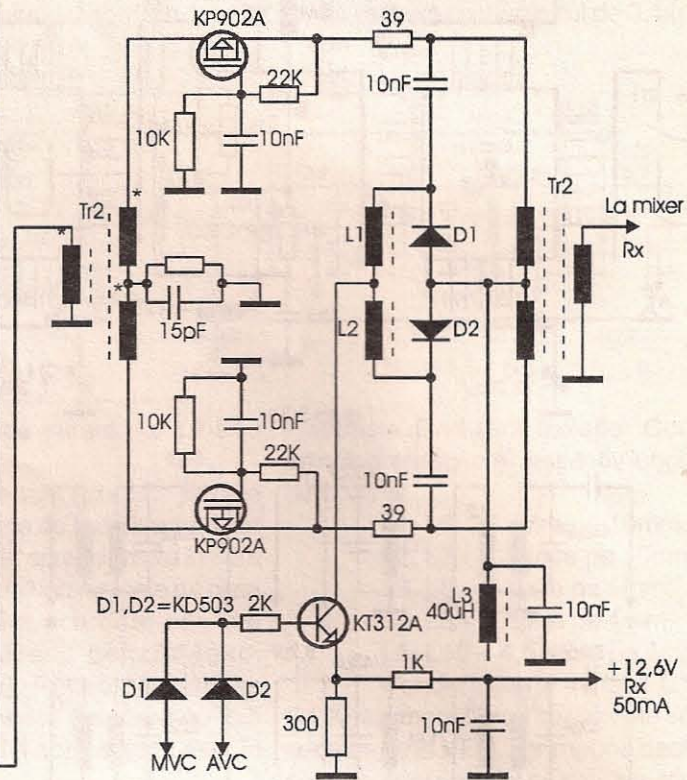 KP902A
39
22K
10nF
10K
10nF
*
Tr2
*
*
15pF
L1
D1
L2
D2
Tr2
La mixer
Rx
10K
10nF
22K
10nF
KP902A
39
D1,D2=KD503
2K
KT312A
L3
40uH
10nF
1K
+12,6V
Rx
50mA
D1
D2
300
10nF
MVC
AVC